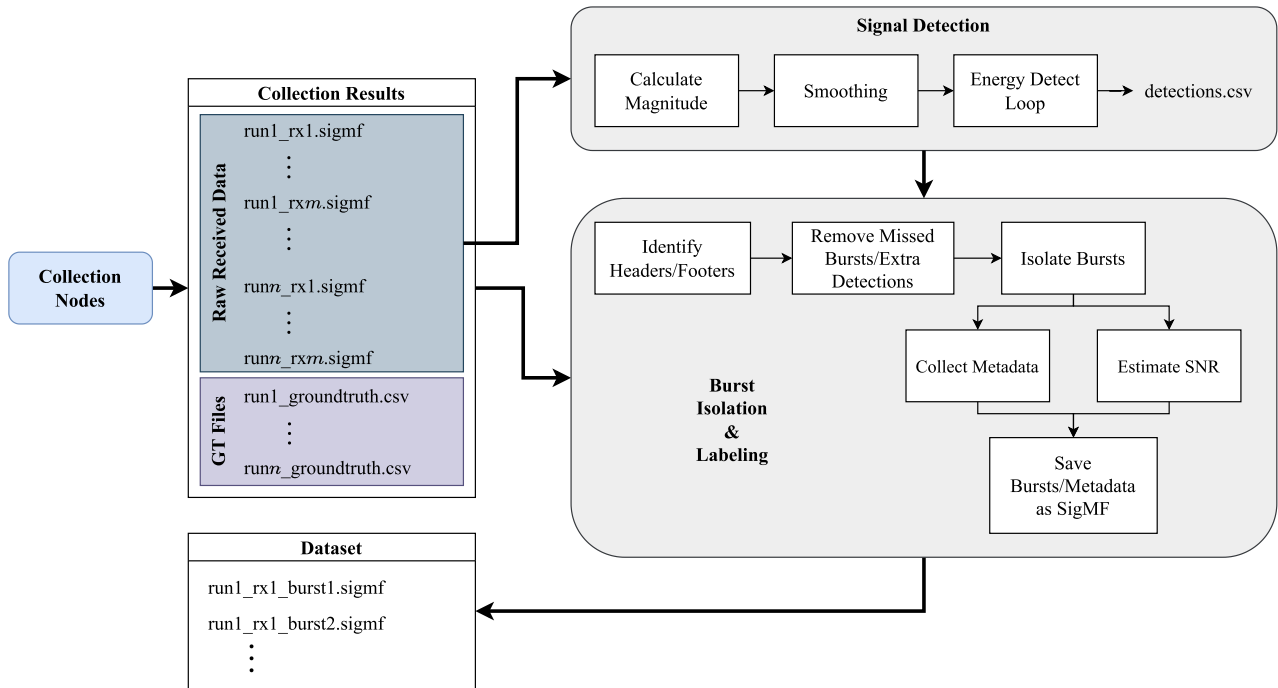 Collection
Nodes
Collection Results
Raw Received Data
run1_rx1.sigmf
⋮
run1_rxm.sigmf
⋮
runn_rx1.sigmf
⋮
runn_rxm.sigmf
GT Files
run1_groundtruth.csv
⋮
runn_groundtruth.csv
Signal Detection
Calculate
Magnitude
Smoothing
Energy Detect
Loop
detections.csv
Identify
Headers/Footers
Remove Missed
Bursts/Extra
Detections
Isolate Bursts
Collect Metadata
Estimate SNR
Burst
Isolation
&
Labeling
Save
Bursts/Metadata
as SigMF
Dataset
run1_rx1_burst1.sigmf
run1_rx1_burst2.sigmf
⋮